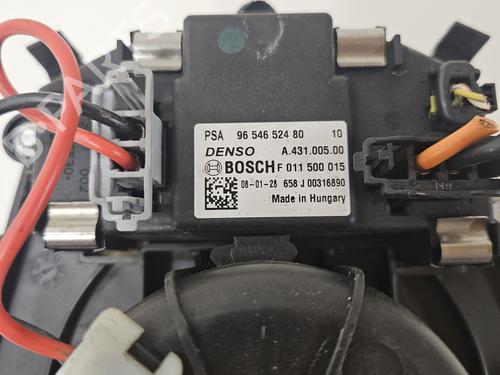 PSA 96 546 524 80 10
DENSO A.431.005.00
BOSCH F 011 500 015
08-01-28 658 J 00316890
Made in Hungary
002